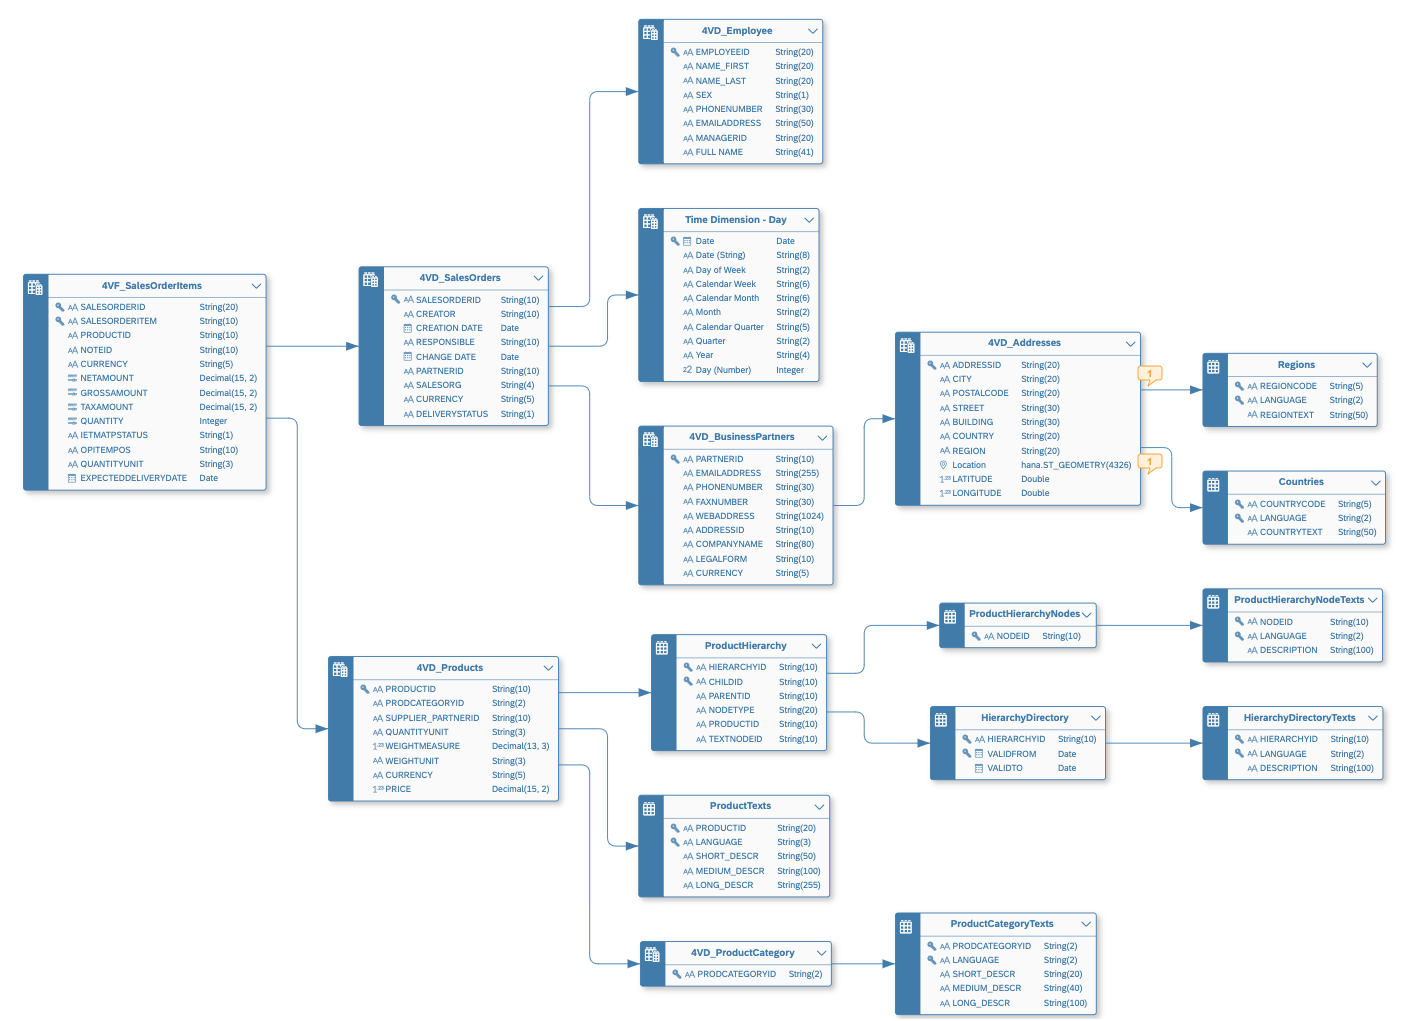 4VD_Employee
EMPLOYEEID String(20)
NAME_FIRST String(20)
NAME_LAST String(20)
SEX String(1)
PHONENUMBER String(30)
EMAILADDRESS String(50)
MANAGERID String(20)
FULL NAME String(41)
Time Dimension - Day
Date Date
Date (String) String(8)
Day of Week String(2)
Calendar Week String(6)
Calendar Month String(6)
Month String(2)
Calendar Quarter String(5)
Quarter String(2)
Year String(4)
Day (Number) Integer
4VF_SalesOrderItems
SALESORDERID String(20)
SALESORDERITEM String(10)
PRODUCTID String(10)
NOTEID String(10)
CURRENCY String(5)
NETAMOUNT Decimal(15, 2)
GROSSAMOUNT Decimal(15, 2)
TAXAMOUNT Decimal(15, 2)
QUANTITY Integer
IETMATPSTATUS String(1)
OPITEMPOS String(10)
QUANTITYUNIT String(3)
EXPECTEDDELIVERYDATE Date
4VD_SalesOrders
SALESORDERID String(10)
CREATOR String(10)
CREATION DATE Date
RESPONSIBLE String(10)
CHANGE DATE Date
PARTNERID String(10)
SALESORG String(4)
CURRENCY String(5)
DELIVERYSTATUS String(1)
4VD_BusinessPartners
PARTNERID String(10)
EMAILADDRESS String(255)
PHONENUMBER String(30)
FAXNUMBER String(30)
WEBADDRESS String(1024)
ADDRESSID String(10)
COMPANYNAME String(80)
LEGALFORM String(10)
CURRENCY String(5)
4VD_Addresses
ADDRESSID String(20)
CITY String(20)
POSTALCODE String(20)
STREET String(30)
BUILDING String(30)
COUNTRY String(20)
REGION String(20)
Location hana.ST_GEOMETRY(4326)
LATITUDE Double
LONGITUDE Double
1
1
Regions
REGIONCODE String(5)
LANGUAGE String(2)
REGIONTEXT String(50)
Countries
COUNTRYCODE String(5)
LANGUAGE String(2)
COUNTRYTEXT String(50)
4VD_Products
PRODUCTID String(10)
PRODCATEGORYID String(2)
SUPPLIER_PARTNERID String(10)
QUANTITYUNIT String(3)
WEIGHTMEASURE Decimal(13, 3)
WEIGHTUNIT String(3)
CURRENCY String(5)
PRICE Decimal(15, 2)
ProductHierarchy
HIERARCHYID String(10)
CHILDID String(10)
PARENTID String(10)
NODETYPE String(20)
PRODUCTID String(10)
TEXTNODEID String(10)
ProductHierarchyNodes
NODEID String(10)
ProductHierarchyNodeTexts
NODEID String(10)
LANGUAGE String(2)
DESCRIPTION String(100)
HierarchyDirectory
HIERARCHYID String(10)
VALIDFROM Date
VALIDTO Date
HierarchyDirectoryTexts
HIERARCHYID String(10)
LANGUAGE String(2)
DESCRIPTION String(100)
ProductTexts
PRODUCTID String(20)
LANGUAGE String(3)
SHORT_DESCR String(50)
MEDIUM_DESCR String(100)
LONG_DESCR String(255)
4VD_ProductCategory
PRODCATEGORYID String(2)
ProductCategoryTexts
PRODCATEGORYID String(2)
LANGUAGE String(2)
SHORT_DESCR String(20)
MEDIUM_DESCR String(40)
LONG_DESCR String(100)